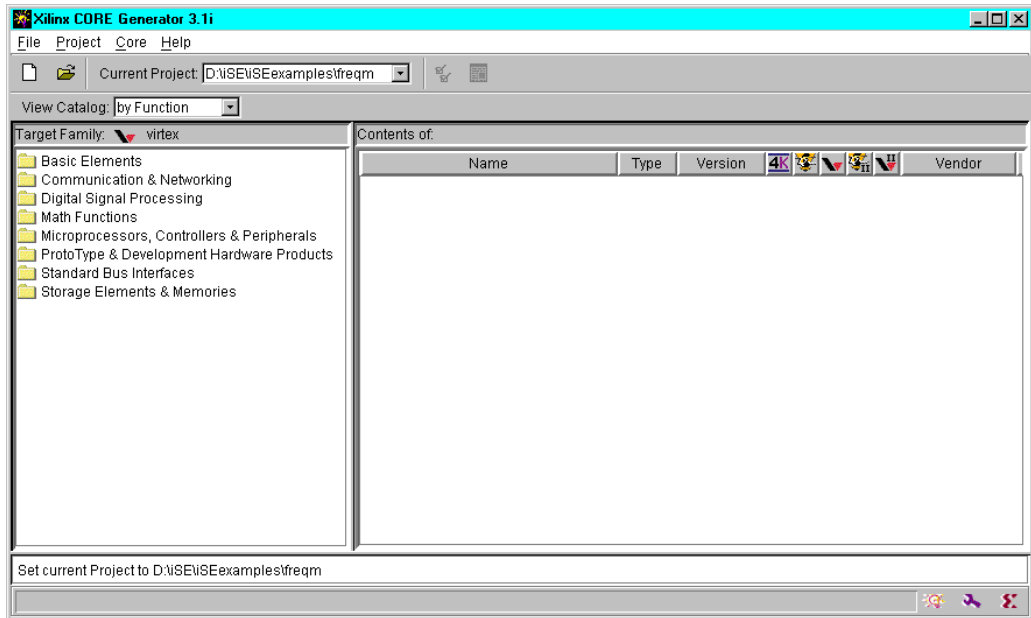 Xilinx CORE Generator 3.1i
File Project Core Help
Current Project: D:\iSE\iSEexamples\freqm
View Catalog: by Function
Target Family: virtex
Contents of:
Name Type Version 4K II II Vendor
Basic Elements
Communication & Networking
Digital Signal Processing
Math Functions
Microprocessors, Controllers & Peripherals
ProtoType & Development Hardware Products
Standard Bus Interfaces
Storage Elements & Memories
Set current Project to D:\iSE\iSEexamples\freqm